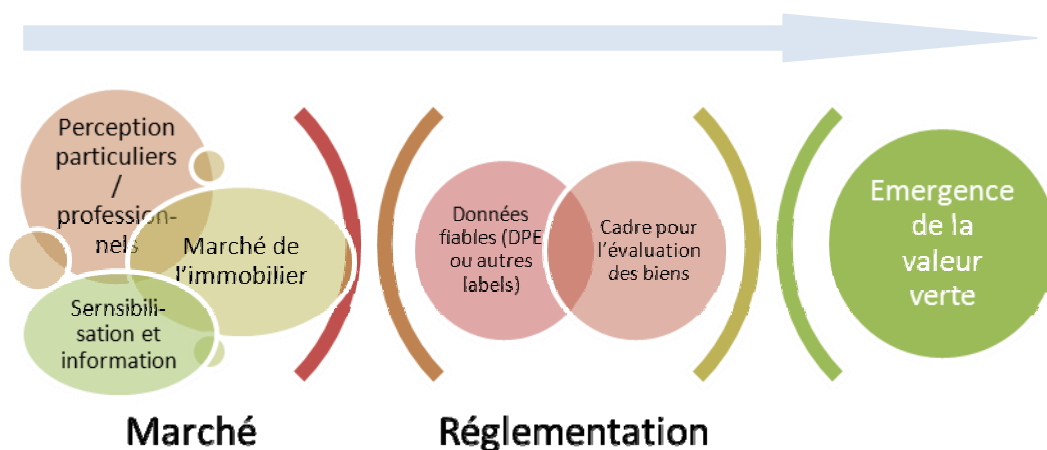 Perception
particuliers
/
profession-
nels
Marché de
l'immobilier
Sernsibili-
sation et
information
Données
fiables (DPE
ou autres
labels)
Cadre pour
l'évaluation
des biens
Emergence
de la
valeur
verte
Marché
Réglementation